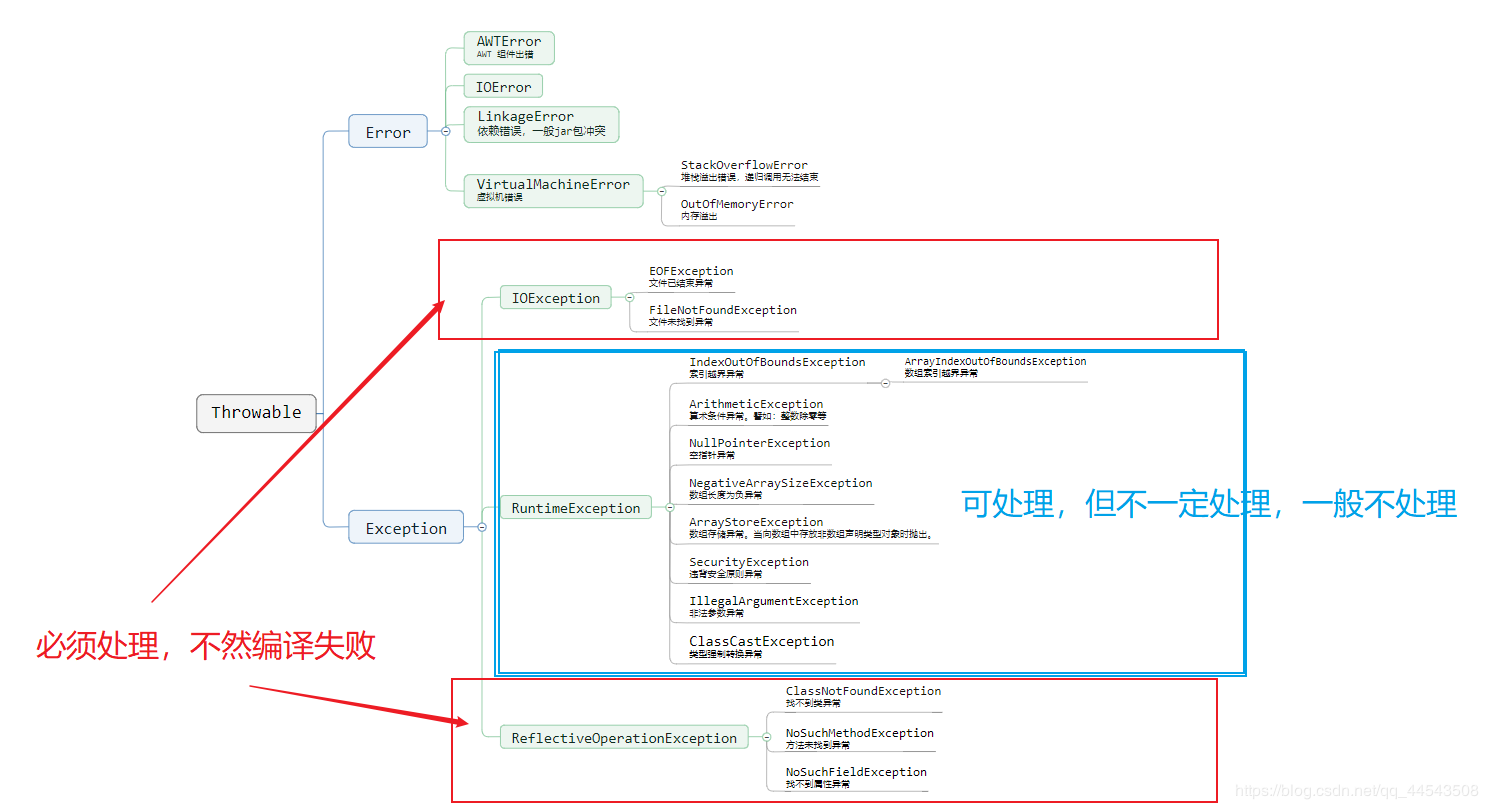 AWTError
AWT 组件出错
IOError
LinkageError
依赖错误，一般jar包冲突
Error
VirtualMachineError
虚拟机错误
StackOverflowError
堆栈溢出错误，递归调用无法结束
OutOfMemoryError
内存溢出
EOFException
文件已结束异常
IOException
FileNotFoundException
文件未找到异常
IndexOutOfBoundsException
索引越界异常
ArrayIndexOutOfBoundsException
数组索引越界异常
Throwable
ArithmeticException
算术条件异常。譬如：整数除零等
NullPointerException
空指针异常
NegativeArraySizeException
数组长度为负异常
RuntimeException
可处理，但不一定处理，一般不处理
ArrayStoreException
数组存储异常。当向数组中存放非数组声明类型对象时抛出。
Exception
SecurityException
违背安全原则异常
IllegalArgumentException
非法参数异常
ClassCastException
类型强制转换异常
必须处理，不然编译失败
ClassNotFoundException
找不到类异常
ReflectiveOperationException
NoSuchMethodException
方法未找到异常
NoSuchFieldException
找不到属性异常
https://blog.csdn.net/qq_44543508